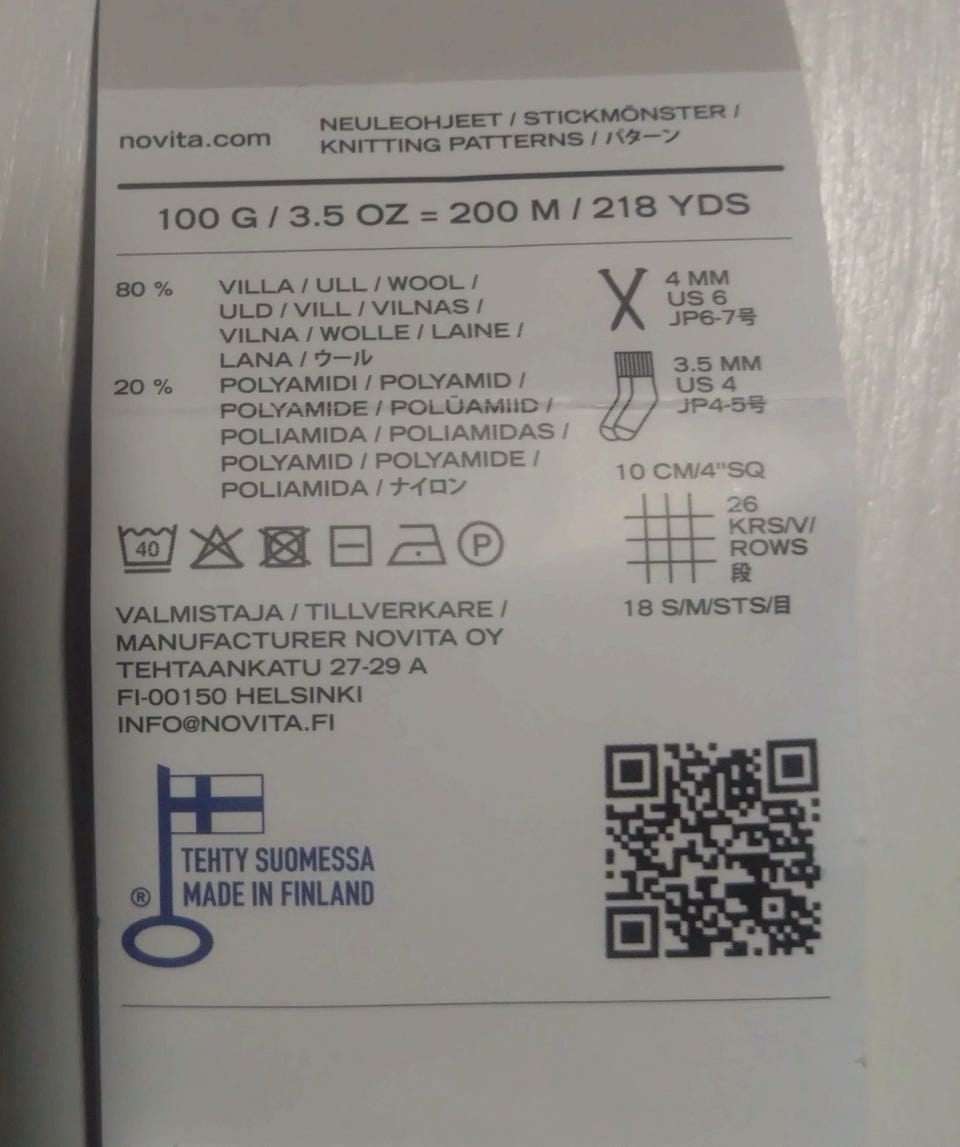 novita.com
NEULEOHJEET / STICKMÖNSTER /
KNITTING PATTERNS / パターン
100 G / 3.5 OZ = 200 M / 218 YDS
80 %
VILLA / ULL / WOOL /
ULD / VILL / VILNAS /
VILNA / WOLLE / LAINE /
LANA / ウール
20 %
POLYAMIDI / POLYAMID /
POLYAMIDE / POLÜAMIID /
POLIAMIDA / POLIAMIDAS /
POLYAMID / POLYAMIDE /
POLIAMIDA / ナイロン
4 MM
US 6
JP6-7号
3.5 MM
US 4
JP4-5号
10 CM/4"SQ
26
KRS/V/
ROWS
段
18 S/M/STS/目
40
P
VALMISTAJA / TILLVERKARE /
MANUFACTURER NOVITA OY
TEHTAANKATU 27-29 A
FI-00150 HELSINKI
INFO@NOVITA.FI
TEHTY SUOMESSA
® MADE IN FINLAND